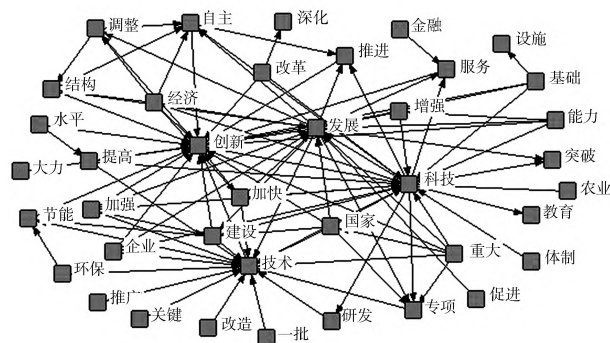 调整
自主
深化
金融
设施
推进
服务
结构
经济
改革
基础
水平
增强
能力
创新
发展
大力
提高
突破
科技
农业
加快
节能
加强
教育
国家
建设
企业
重大
体制
环保
技术
推广
专项
促进
关键
改造
一批
研发